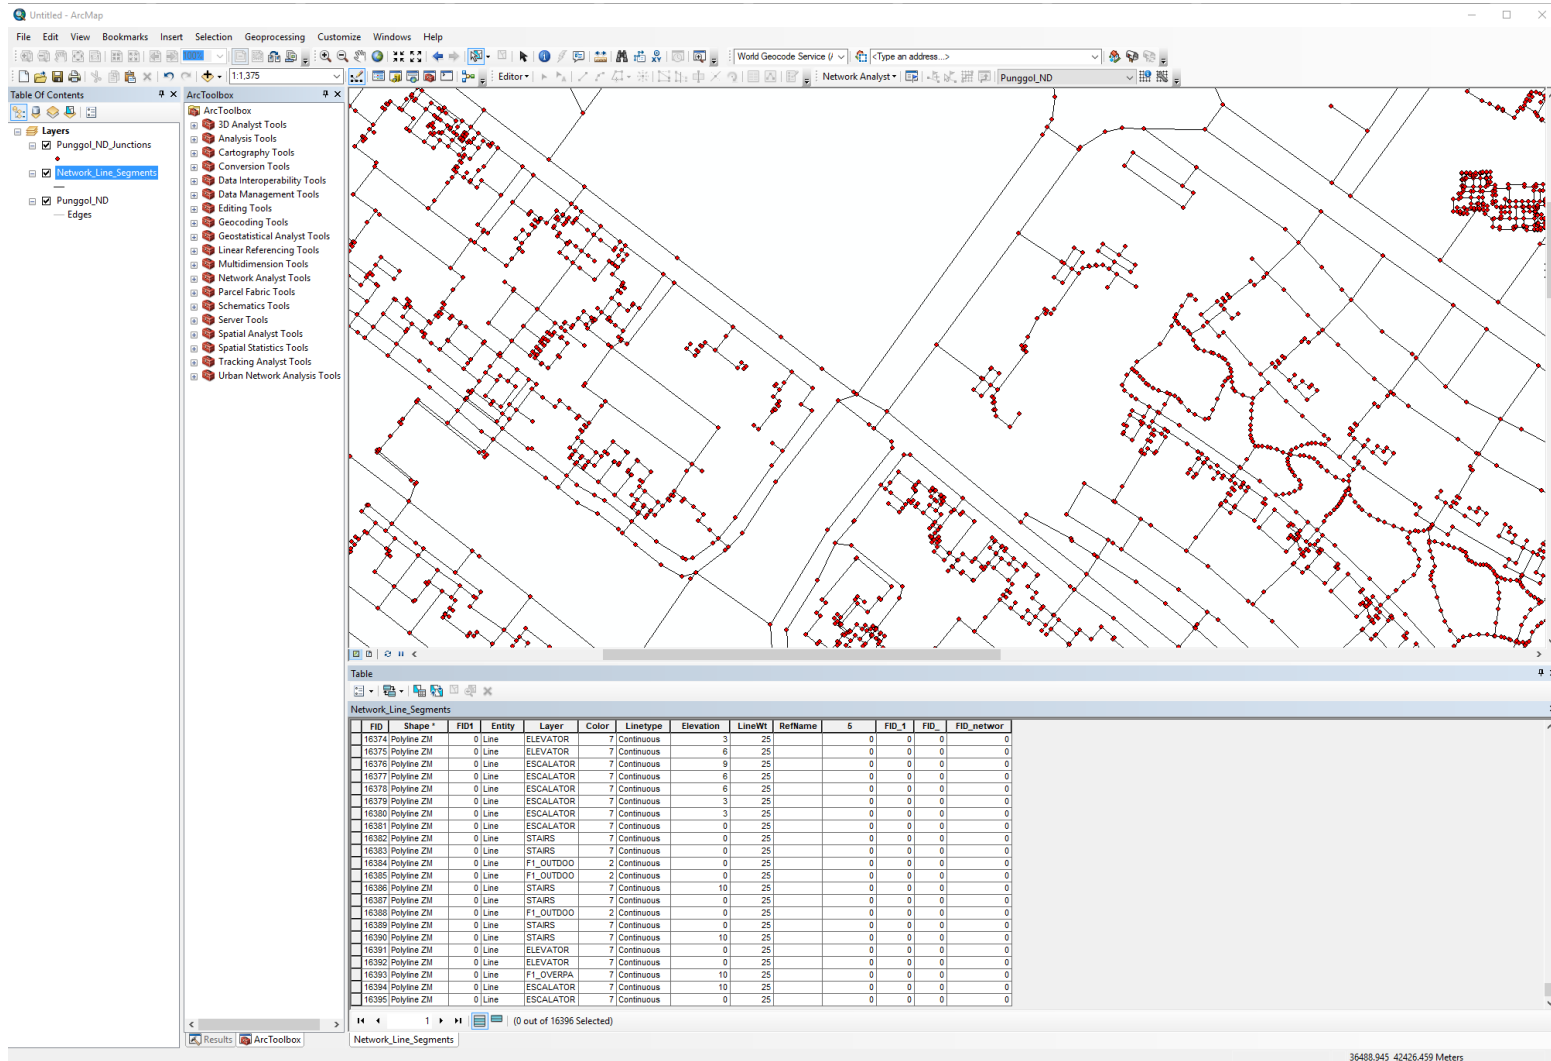 Untitled - ArcMap
File Edit View Bookmarks Insert Selection Geoprocessing Customize Windows Help
100% World Geocode Service (/ <Type an address...>
1:1,375 Editor Network Analyst Punggol_ND
Table Of Contents
Layers
Punggol_ND_Junctions
Network_Line_Segments
Punggol_ND
Edges
ArcToolbox
ArcToolbox
3D Analyst Tools
Analysis Tools
Cartography Tools
Conversion Tools
Data Interoperability Tools
Data Management Tools
Editing Tools
Geocoding Tools
Geostatistical Analyst Tools
Linear Referencing Tools
Multidimension Tools
Network Analyst Tools
Parcel Fabric Tools
Schematics Tools
Server Tools
Spatial Analyst Tools
Spatial Statistics Tools
Tracking Analyst Tools
Urban Network Analysis Tools
Results ArcToolbox
Table
Network_Line_Segments
FID Shape * FID1 Entity Layer Color Linetype Elevation LineWt RefName 5 FID_1 FID_ FID_networ
16374 Polyline ZM 0 Line ELEVATOR 7 Continuous 3 25 0 0 0 0
16375 Polyline ZM 0 Line ELEVATOR 7 Continuous 6 25 0 0 0 0
16376 Polyline ZM 0 Line ESCALATOR 7 Continuous 9 25 0 0 0 0
16377 Polyline ZM 0 Line ESCALATOR 7 Continuous 6 25 0 0 0 0
16378 Polyline ZM 0 Line ESCALATOR 7 Continuous 6 25 0 0 0 0
16379 Polyline ZM 0 Line ESCALATOR 7 Continuous 3 25 0 0 0 0
16380 Polyline ZM 0 Line ESCALATOR 7 Continuous 3 25 0 0 0 0
16381 Polyline ZM 0 Line ESCALATOR 7 Continuous 0 25 0 0 0 0
16382 Polyline ZM 0 Line STAIRS 7 Continuous 0 25 0 0 0 0
16383 Polyline ZM 0 Line STAIRS 7 Continuous 0 25 0 0 0 0
16384 Polyline ZM 0 Line F1_OUTDOO 2 Continuous 0 25 0 0 0 0
16385 Polyline ZM 0 Line F1_OUTDOO 2 Continuous 0 25 0 0 0 0
16386 Polyline ZM 0 Line STAIRS 7 Continuous 10 25 0 0 0 0
16387 Polyline ZM 0 Line STAIRS 7 Continuous 0 25 0 0 0 0
16388 Polyline ZM 0 Line F1_OUTDOO 2 Continuous 0 25 0 0 0 0
16389 Polyline ZM 0 Line STAIRS 7 Continuous 0 25 0 0 0 0
16390 Polyline ZM 0 Line STAIRS 7 Continuous 10 25 0 0 0 0
16391 Polyline ZM 0 Line ELEVATOR 7 Continuous 0 25 0 0 0 0
16392 Polyline ZM 0 Line ELEVATOR 7 Continuous 0 25 0 0 0 0
16393 Polyline ZM 0 Line F1_OVERPA 7 Continuous 10 25 0 0 0 0
16394 Polyline ZM 0 Line ESCALATOR 7 Continuous 10 25 0 0 0 0
16395 Polyline ZM 0 Line ESCALATOR 7 Continuous 0 25 0 0 0 0
1 (0 out of 16396 Selected)
Network_Line_Segments
36488.945 42426.459 Meters